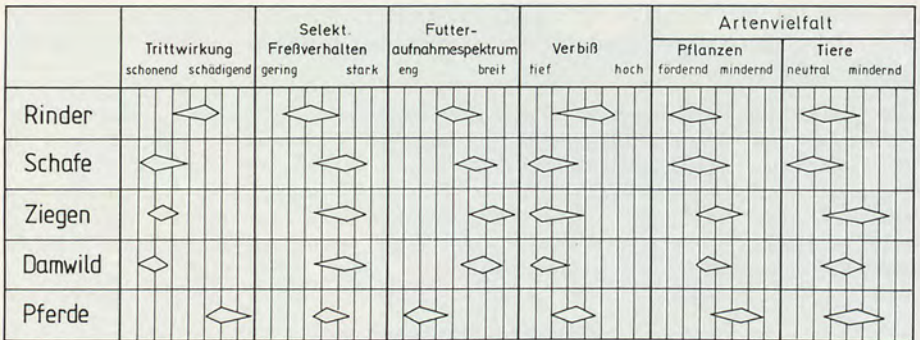 Artenvielfalt
Trittwirkung
schonend schädigend
Selekt.
Freßverhalten
gering stark
Futter-
aufnahmespektrum
eng breit
Verbiß
tief hoch
Pflanzen
fördernd mindernd
Tiere
neutral mindernd
Rinder
Schafe
Ziegen
Damwild
Pferde